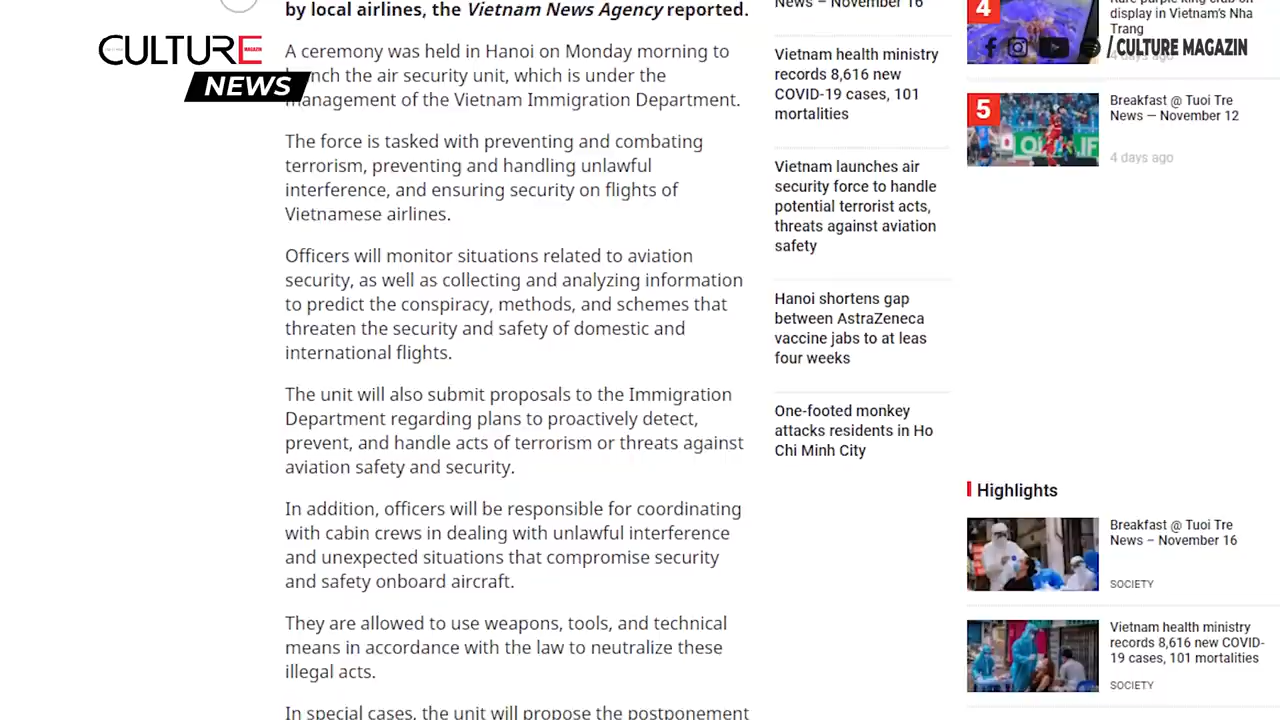 by local airlines, the Vietnam News Agency reported.
CULTURE
MAGAZIN
NEWS
A ceremony was held in Hanoi on Monday morning to
launch the air security unit, which is under the
management of the Vietnam Immigration Department.
The force is tasked with preventing and combating
terrorism, preventing and handling unlawful
interference, and ensuring security on flights of
Vietnamese airlines.
Officers will monitor situations related to aviation
security, as well as collecting and analyzing information
to predict the conspiracy, methods, and schemes that
threaten the security and safety of domestic and
international flights.
The unit will also submit proposals to the Immigration
Department regarding plans to proactively detect,
prevent, and handle acts of terrorism or threats against
aviation safety and security.
In addition, officers will be responsible for coordinating
with cabin crews in dealing with unlawful interference
and unexpected situations that compromise security
and safety onboard aircraft.
They are allowed to use weapons, tools, and technical
means in accordance with the law to neutralize these
illegal acts.
In special cases, the unit will propose the postponement
News – November 16
Vietnam health ministry
records 8,616 new
COVID-19 cases, 101
mortalities
Vietnam launches air
security force to handle
potential terrorist acts,
threats against aviation
safety
Hanoi shortens gap
between AstraZeneca
vaccine jabs to at leas
four weeks
One-footed monkey
attacks residents in Ho
Chi Minh City
4
Rare purple king crab on
display in Vietnam's Nha
Trang
4 days ago
/ CULTURE MAGAZIN
5
Breakfast @ Tuoi Tre
News — November 12
4 days ago
Highlights
Breakfast @ Tuoi Tre
News – November 16
SOCIETY
Vietnam health ministry
records 8,616 new COVID-
19 cases, 101 mortalities
SOCIETY